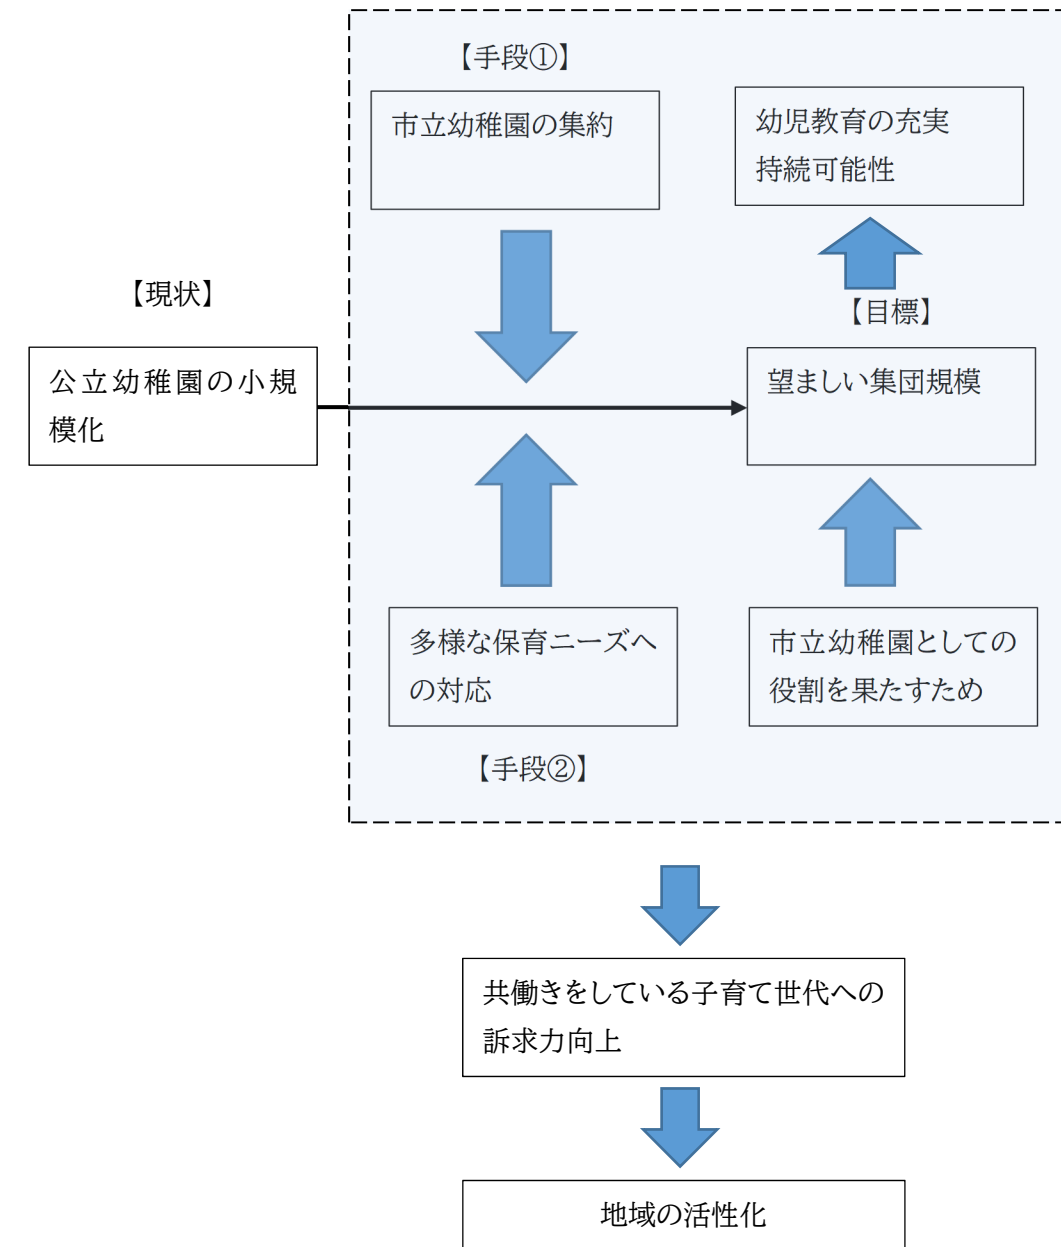 【手段①】
市立幼稚園の集約
幼児教育の充実
持続可能性
【現状】
公立幼稚園の小規
模化
【目標】
望ましい集団規模
多様な保育ニーズへ
の対応
【手段②】
市立幼稚園としての
役割を果たすため
共働きをしている子育て世代への
訴求力向上
地域の活性化